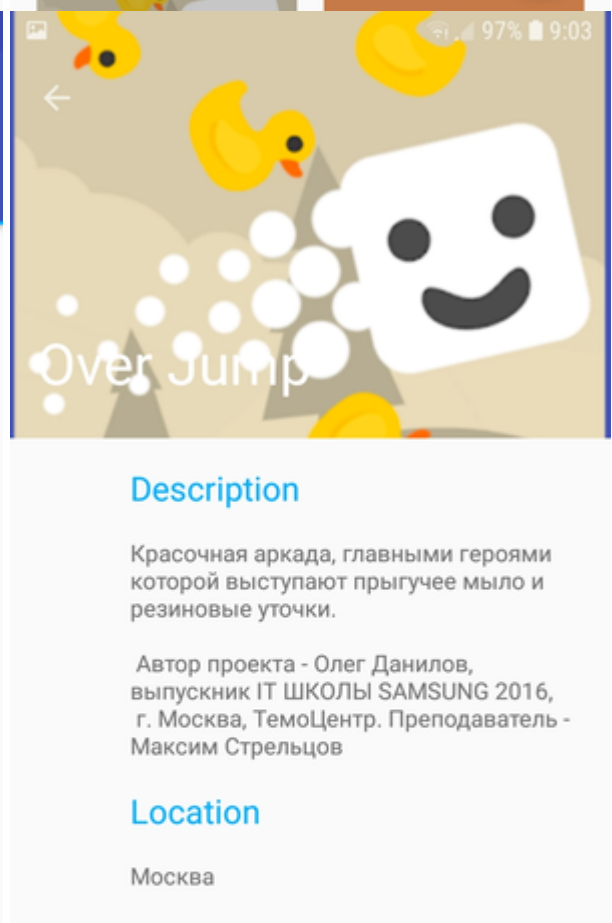 97% 9:03
Over Jump
Description
Красочная аркада, главными героями
которой выступают прыгучее мыло и
резиновые уточки.
Автор проекта - Олег Данилов,
выпускник IT ШКОЛЫ SAMSUNG 2016,
г. Москва, ТемоЦентр. Преподаватель -
Максим Стрельцов
Location
Москва